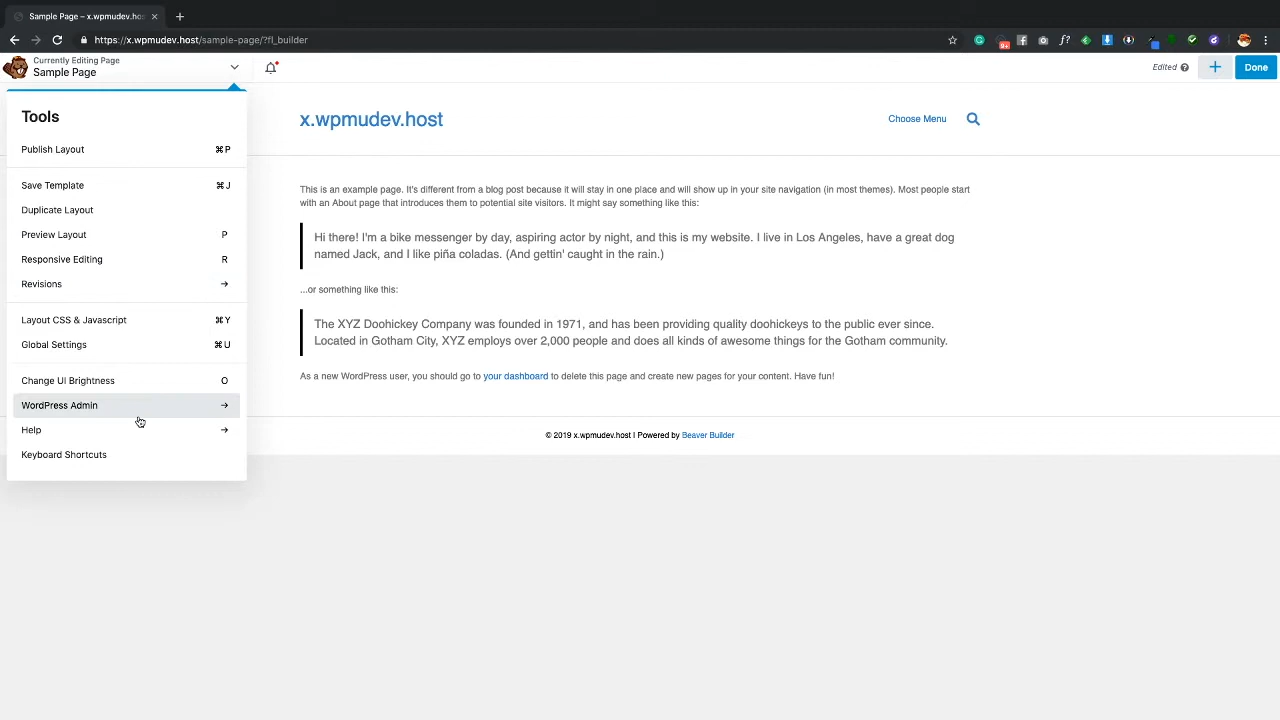 Sample Page – x.wpmudev.hos
https://x.wpmudev.host/sample-page/?fl_builder
Currently Editing Page
Sample Page
Edited
Done
Tools
Publish Layout ⌘P
Save Template ⌘J
Duplicate Layout
Preview Layout P
Responsive Editing R
Revisions →
Layout CSS & Javascript ⌘Y
Global Settings ⌘U
Change UI Brightness O
WordPress Admin →
Help →
Keyboard Shortcuts
x.wpmudev.host
Choose Menu
This is an example page. It's different from a blog post because it will stay in one place and will show up in your site navigation (in most themes). Most people start
with an About page that introduces them to potential site visitors. It might say something like this:
Hi there! I'm a bike messenger by day, aspiring actor by night, and this is my website. I live in Los Angeles, have a great dog
named Jack, and I like piña coladas. (And gettin' caught in the rain.)
...or something like this:
The XYZ Doohickey Company was founded in 1971, and has been providing quality doohickeys to the public ever since.
Located in Gotham City, XYZ employs over 2,000 people and does all kinds of awesome things for the Gotham community.
As a new WordPress user, you should go to your dashboard to delete this page and create new pages for your content. Have fun!
© 2019 x.wpmudev.host | Powered by Beaver Builder